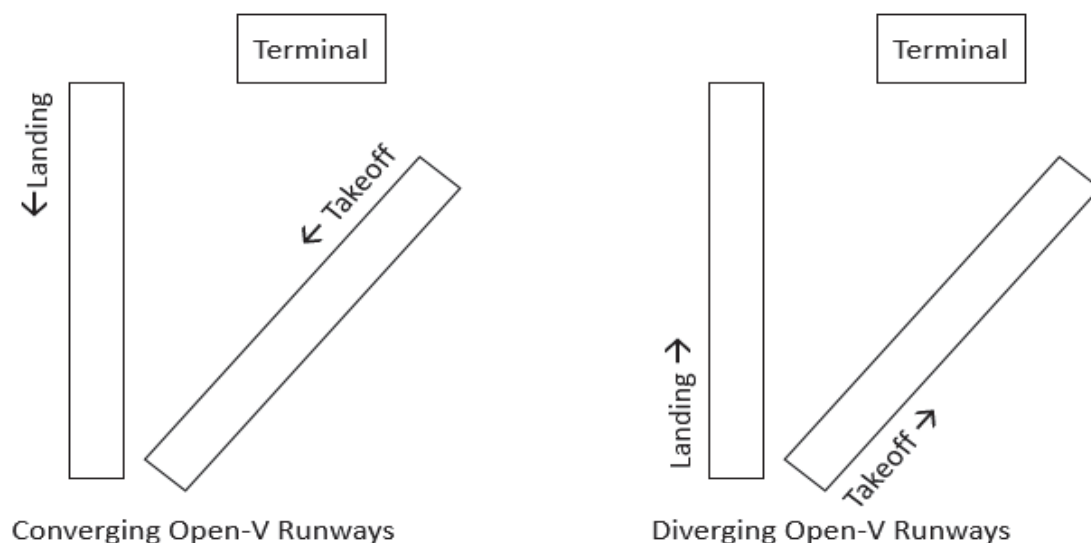 Terminal
←Landing
← Takeoff
Converging Open-V Runways
Terminal
Landing →
Takeoff →
Diverging Open-V Runways